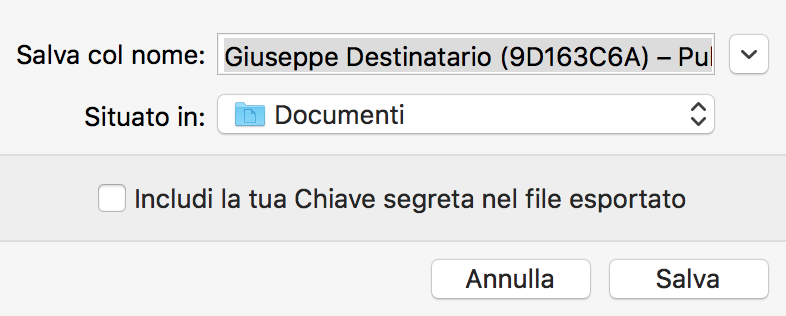 Salva col nome: Giuseppe Destinatario (9D163C6A) – Pul
Situato in: Documenti
Includi la tua Chiave segreta nel file esportato
Annulla Salva